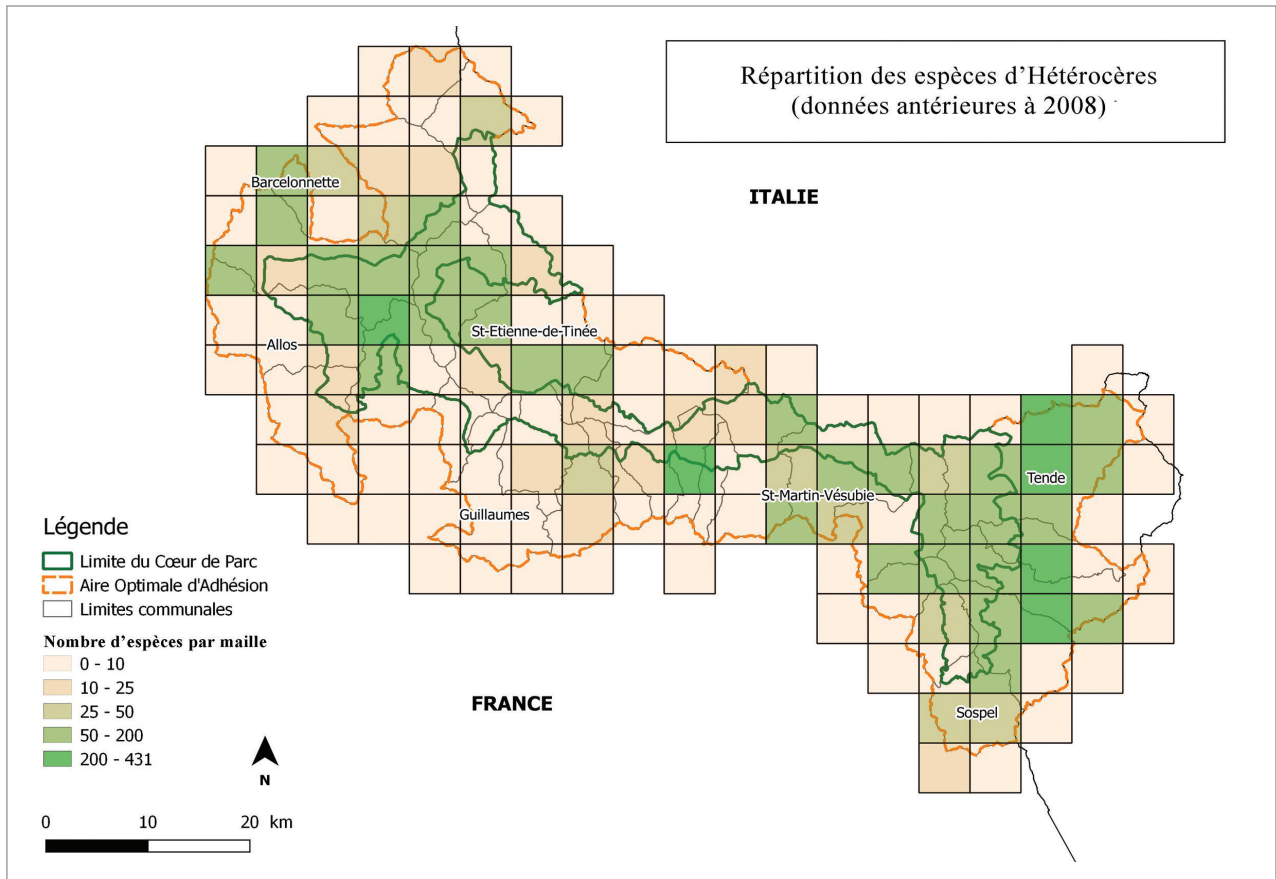 Répartition des espèces d'Hétérocères
(données antérieures à 2008)
ITALIE
Barcelonnette
St-Etienne-de-Tinée
Allos
Tende
St-Martin-Vésubie
Guillaumes
Sospel
FRANCE
Légende
Limite du Cœur de Parc
Aire Optimale d'Adhésion
Limites communales
Nombre d'espèces par maille
0 - 10
10 - 25
25 - 50
50 - 200
200 - 431
N
0 10 20 km